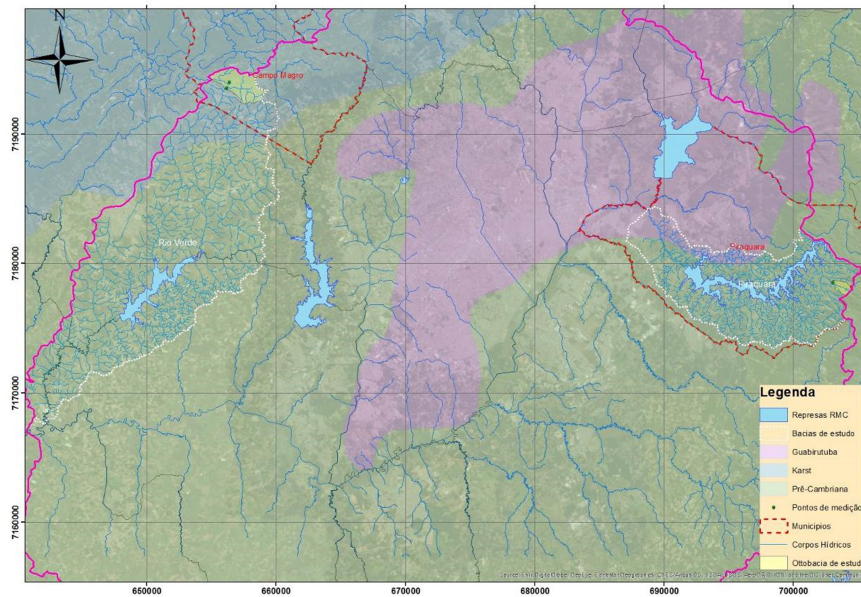 N
Campo Magro
7190000
Rio Verde
Piraquara
7180000
Piraquara
7170000
7160000
Legenda
Represas RMC
Bacias de estudo
Guabirutuba
Karst
Pré-Cambriana
Pontos de medição
Municipios
Corpos Hídricos
Ottobacia de estud
650000
660000
670000
680000
690000
700000